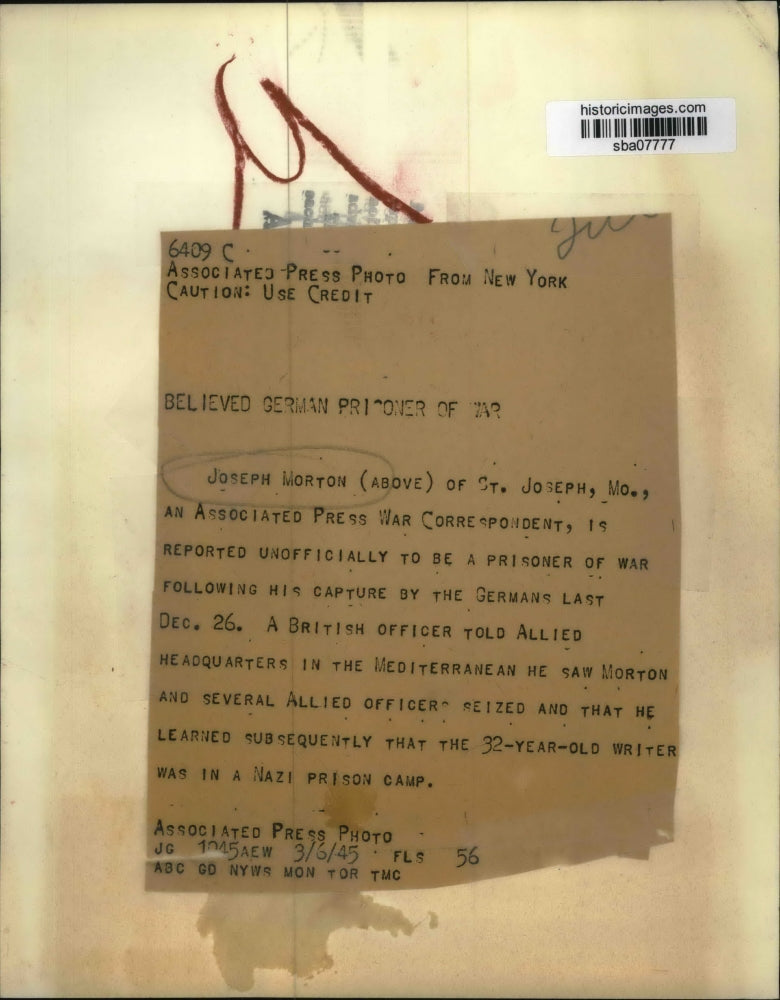 historicimages.com
sba07777
6409 C
ASSOCIATED PRESS PHOTO FROM NEW YORK
CAUTION: USE CREDIT
BELIEVED GERMAN PRISONER OF WAR
JOSEPH MORTON (ABOVE) OF ST. JOSEPH, MO.,
AN ASSOCIATED PRESS WAR CORRESPONDENT, IS
REPORTED UNOFFICIALLY TO BE A PRISONER OF WAR
FOLLOWING HIS CAPTURE BY THE GERMANS LAST
DEC. 26. A BRITISH OFFICER TOLD ALLIED
HEADQUARTERS IN THE MEDITERRANEAN HE SAW MORTON
AND SEVERAL ALLIED OFFICERS SEIZED AND THAT HE
LEARNED SUBSEQUENTLY THAT THE 32-YEAR-OLD WRITER
WAS IN A NAZI PRISON CAMP.
ASSOCIATED PRESS PHOTO
JG 1045AEW 3/6/45 FLS 56
ABC GD NYWS MON TOR TMC